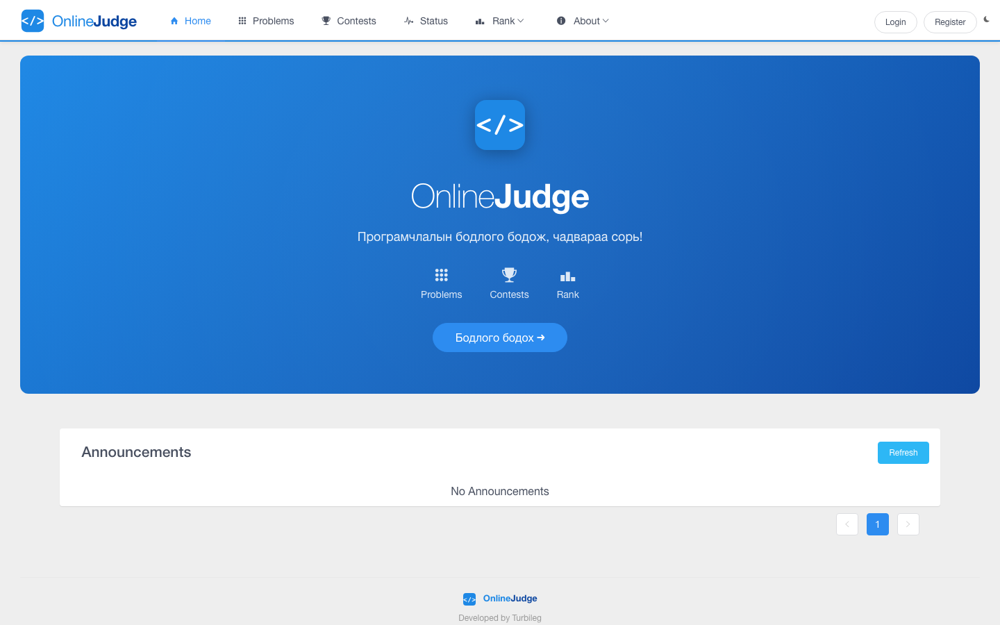 </> OnlineJudge Home Problems Contests Status Rank About Login Register
</>
OnlineJudge
Програмчлалын бодлого бодож, чадвараа сорь!
Problems Contests Rank
Бодлого бодох →
Announcements Refresh
No Announcements
1
</> OnlineJudge
Developed by Turbileg